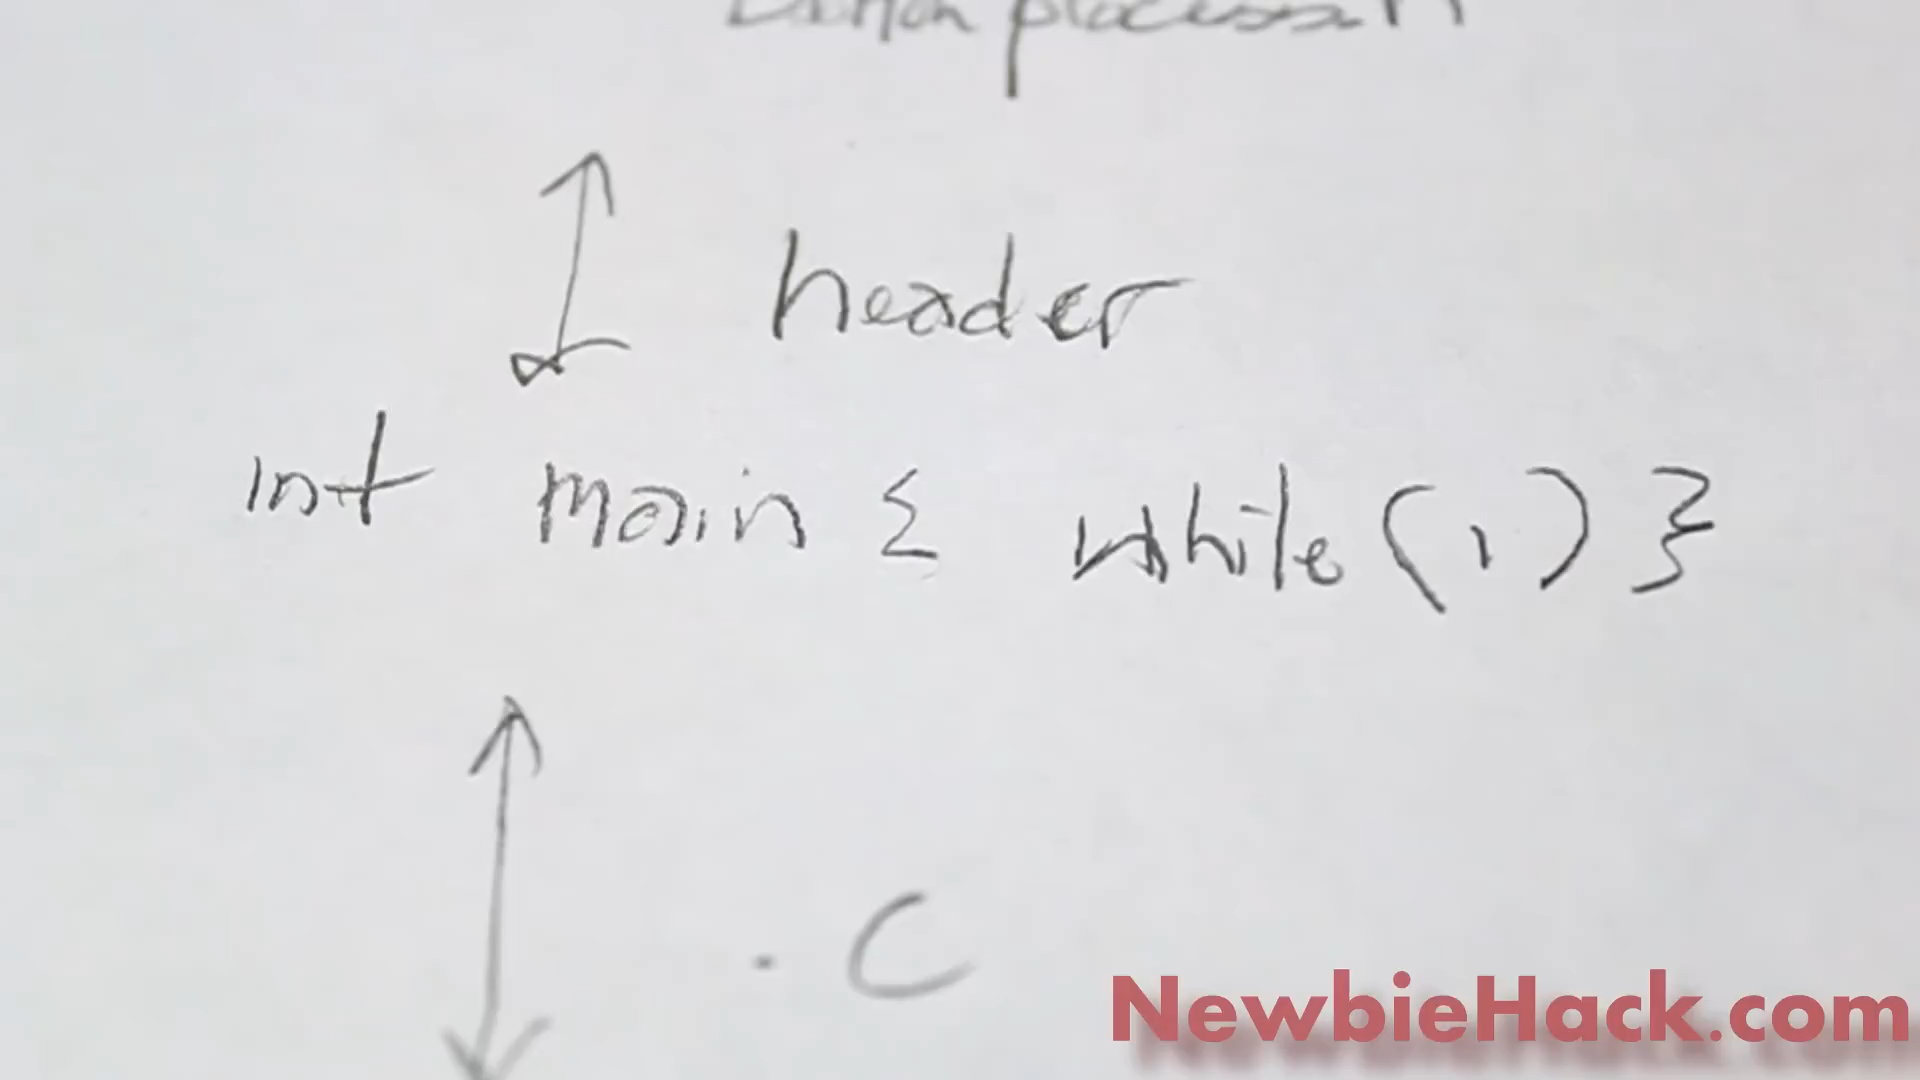 header
int main { while(1) }
.C
NewbieHack.com